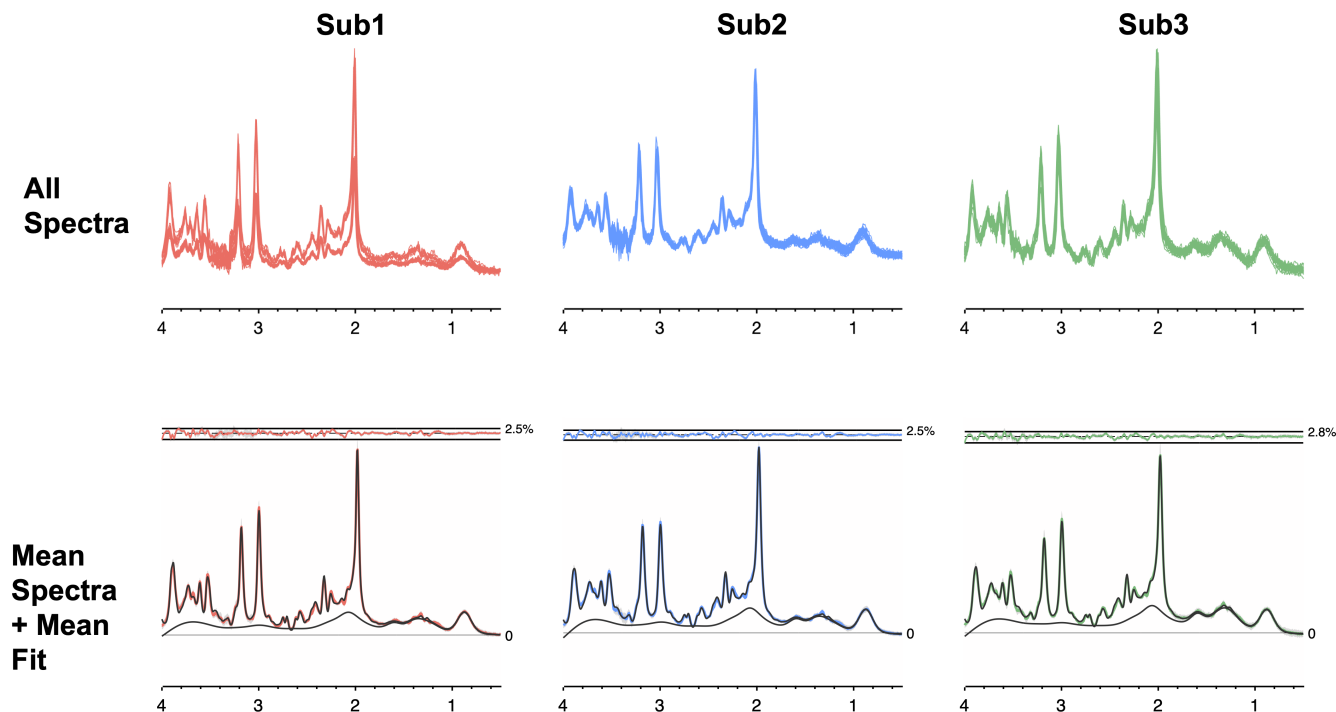 Sub1 Sub2 Sub3
All
Spectra
4 3 2 1 4 3 2 1 4 3 2 1
2.5% 2.5% 2.8%
Mean
Spectra
+ Mean
Fit
0 0 0
4 3 2 1 4 3 2 1 4 3 2 1